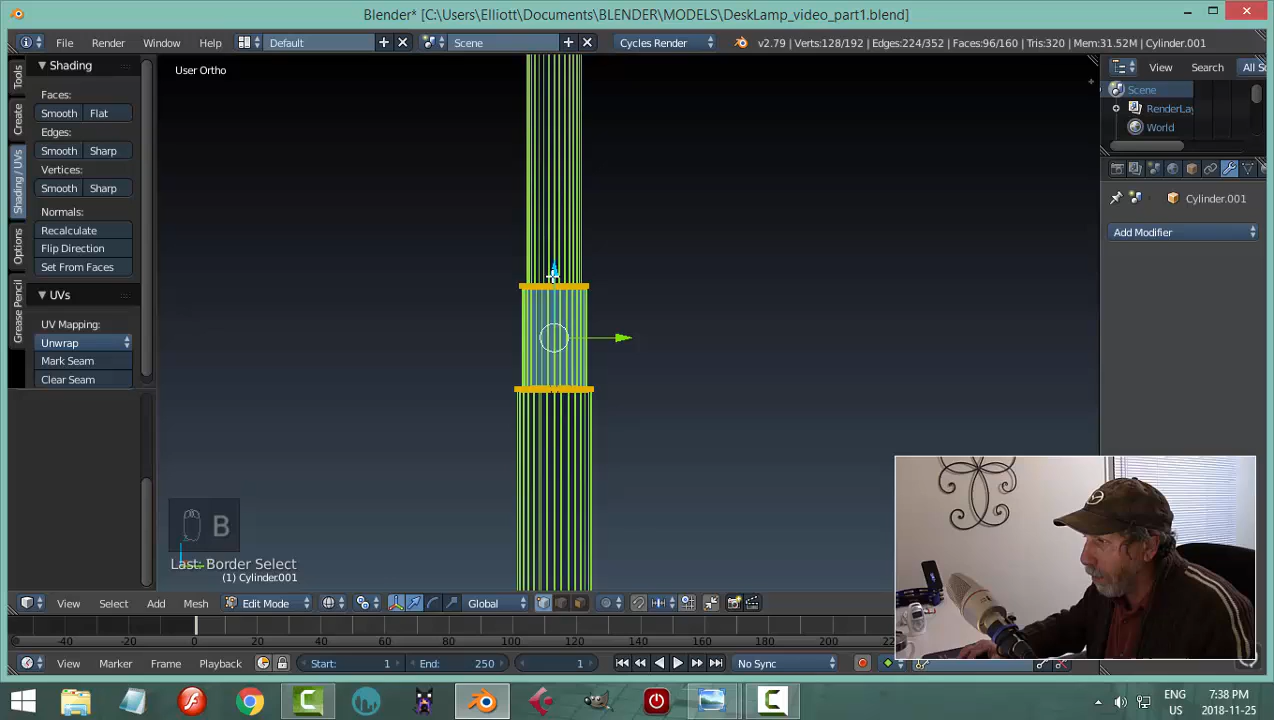 Blender* [C:\Users\Elliott\Documents\BLENDER\MODELS\DeskLamp_video_part1.blend]
File Render Window Help Default Scene Cycles Render v2.79 | Verts:128/192 | Edges:224/352 | Faces:96/160 | Tris:320 | Mem:31.52M | Cylinder.001
Tools
Create
Shading / UVs
Options
Grease Pencil
Shading
Faces:
Smooth Flat
Edges:
Smooth Sharp
Vertices:
Smooth Sharp
Normals:
Recalculate
Flip Direction
Set From Faces
UVs
UV Mapping:
Unwrap
Mark Seam
Clear Seam
User Ortho
B
Last: Border Select
(1) Cylinder.001
View Search All S
Scene
RenderLay
World
Cylinder.001
Add Modifier
View Select Add Mesh Edit Mode Global
-40 -20 0 20 40 60 80 100 120 140 160 180 200
View Marker Frame Playback Start: 1 End: 250 1 No Sync
ENG 7:38 PM
US 2018-11-25